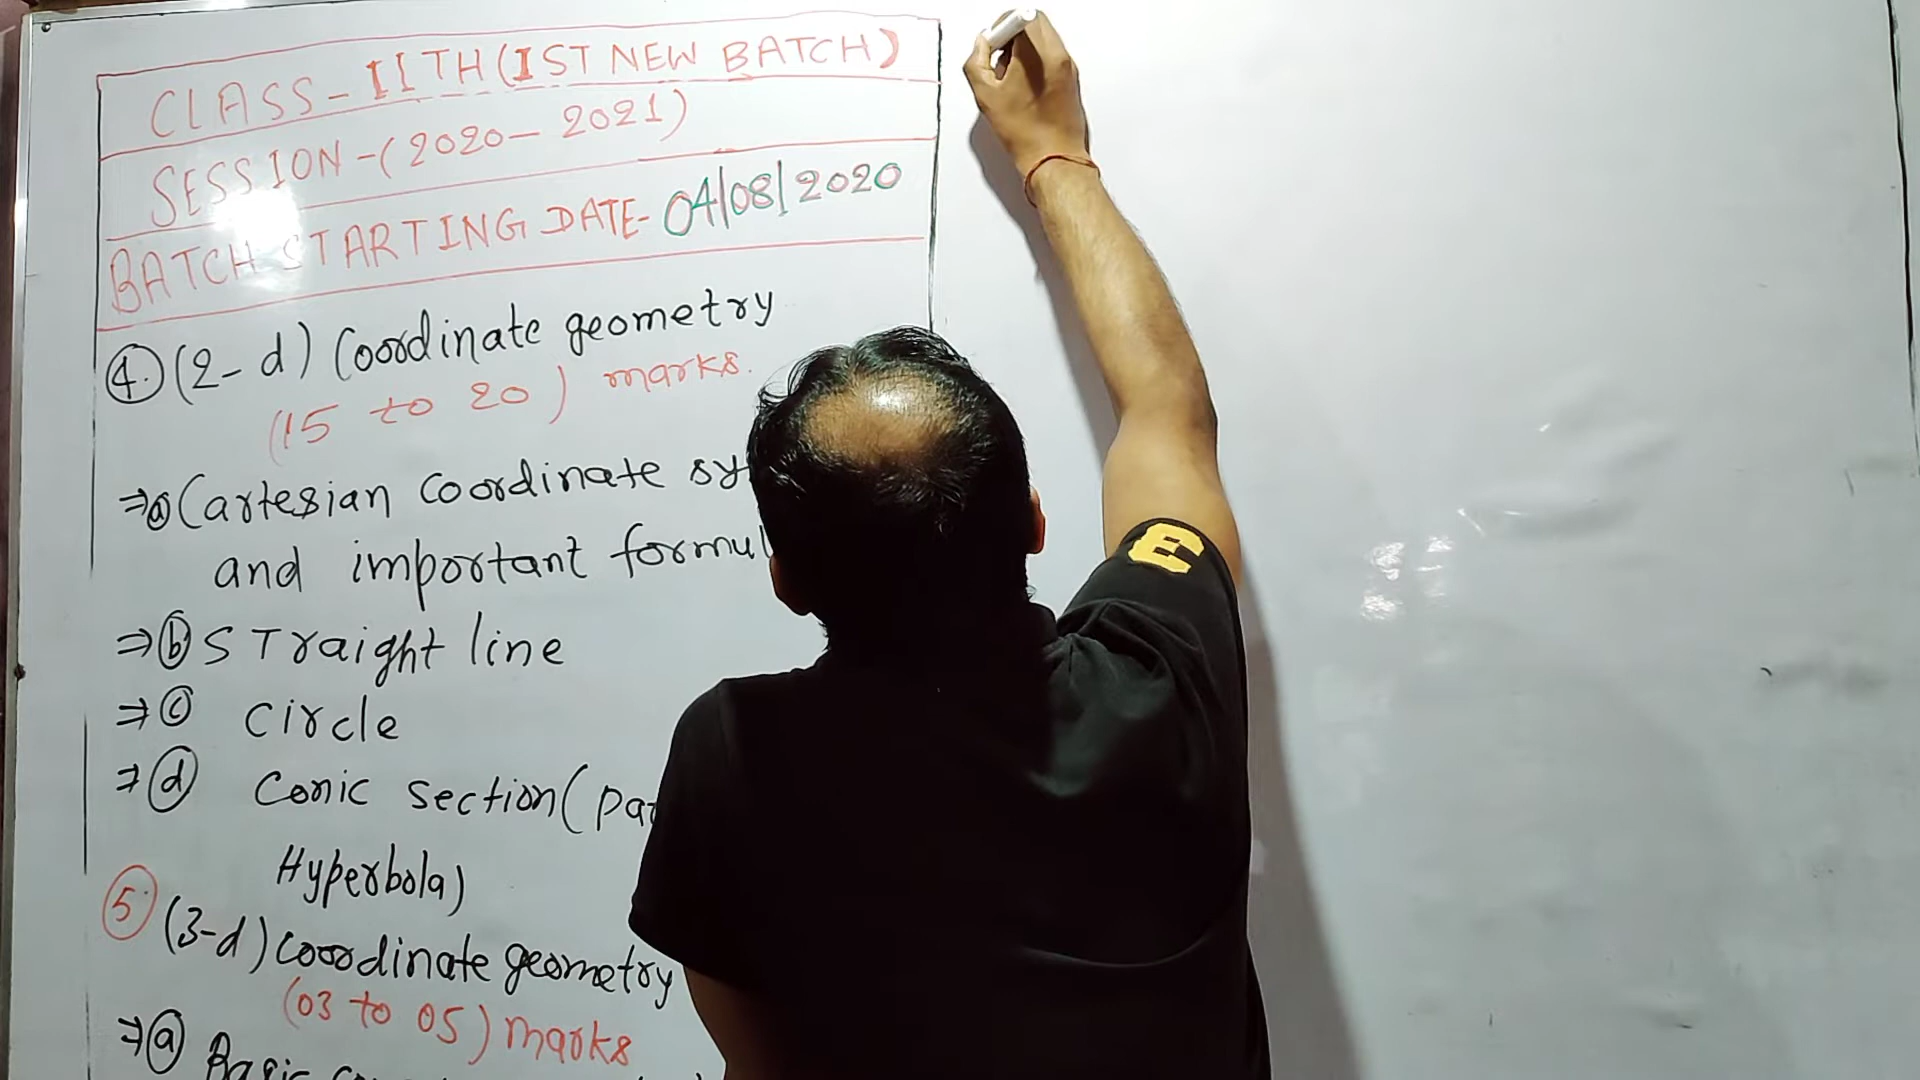 CLASS-11TH(1ST NEW BATCH)
SESSION-(2020-2021)
BATCH STARTING DATE-04/08/2020
4. (2-d) Coordinate geometry
(15 to 20) marks.
⇒ a Cartesian coordinate sy
and important formul
⇒ b STraight line
⇒ c circle
⇒ d Conic section(pa
Hyperbola)
5. (3-d) coordinate geometry
(03 to 05) marks
⇒ a Basic
E